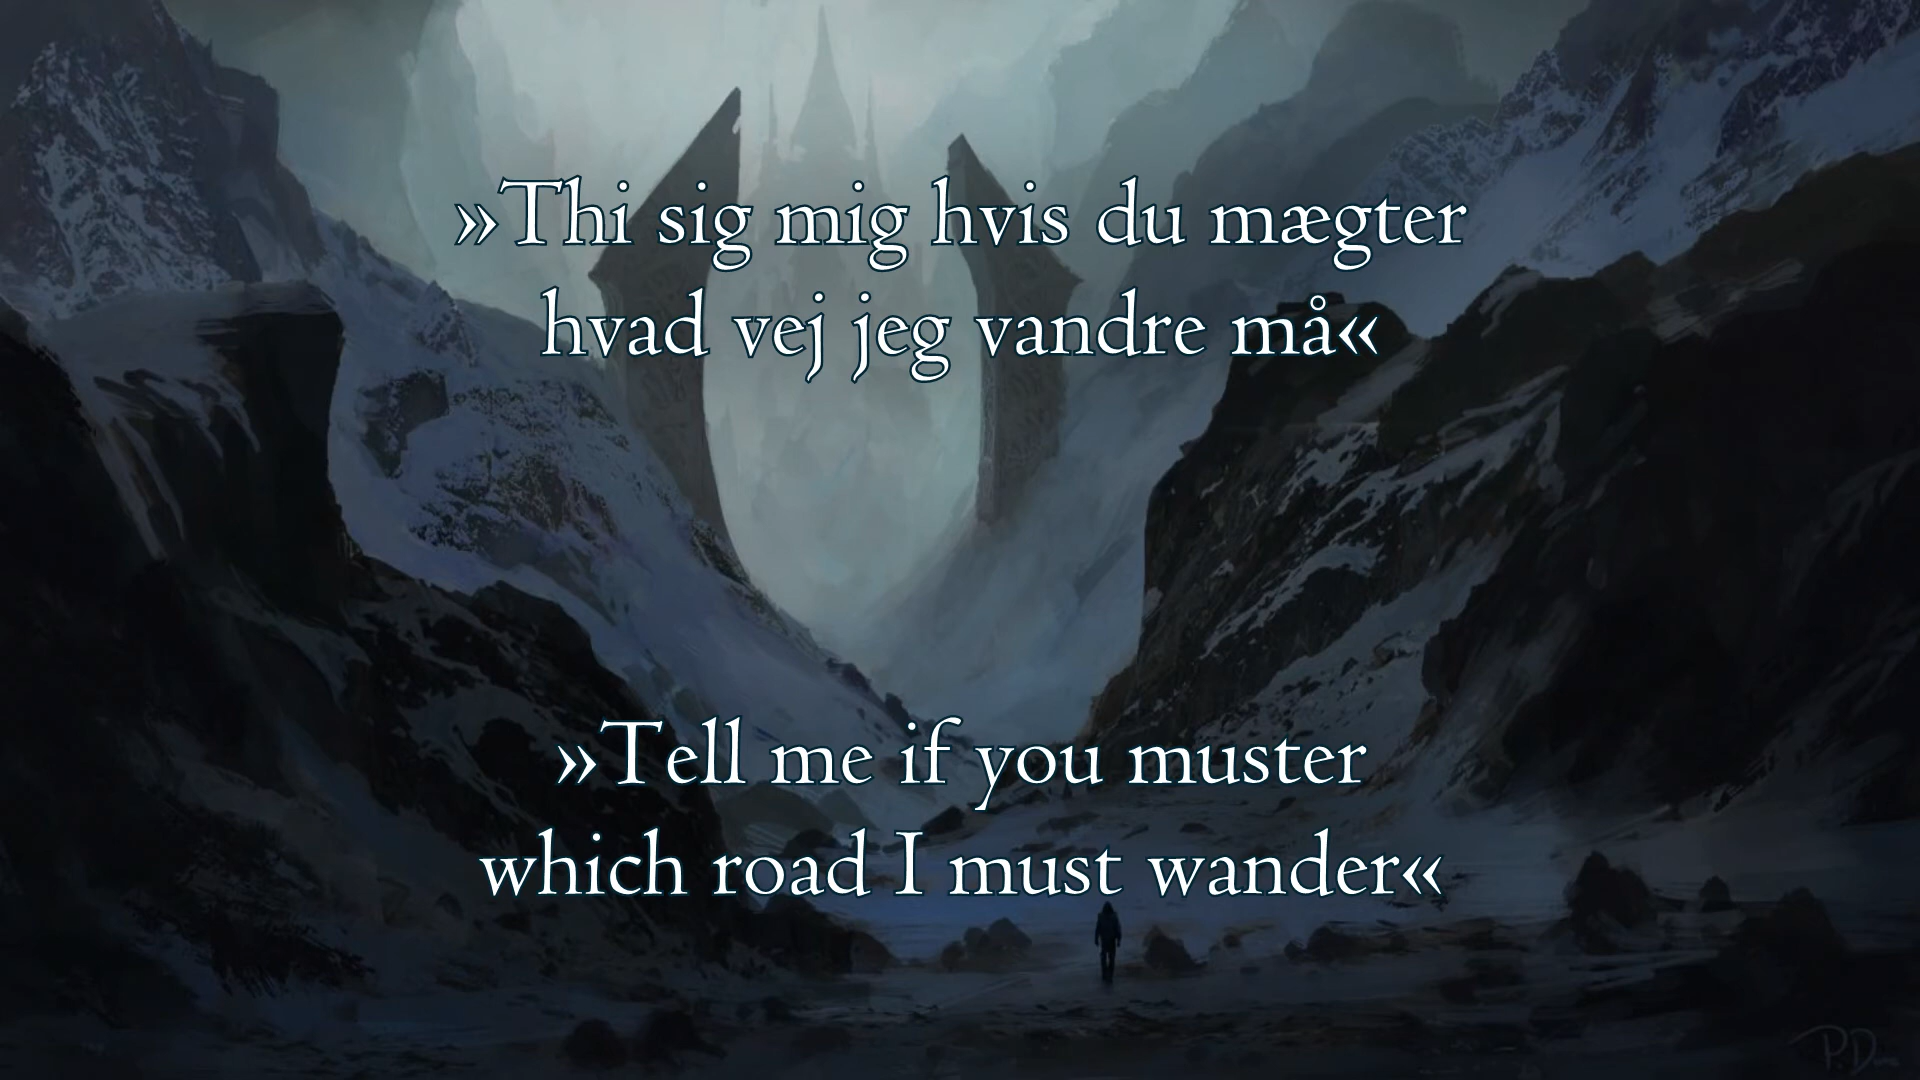 »Thi sig mig hvis du mægter
hvad vej jeg vandre må«
»Tell me if you muster
which road I must wander«